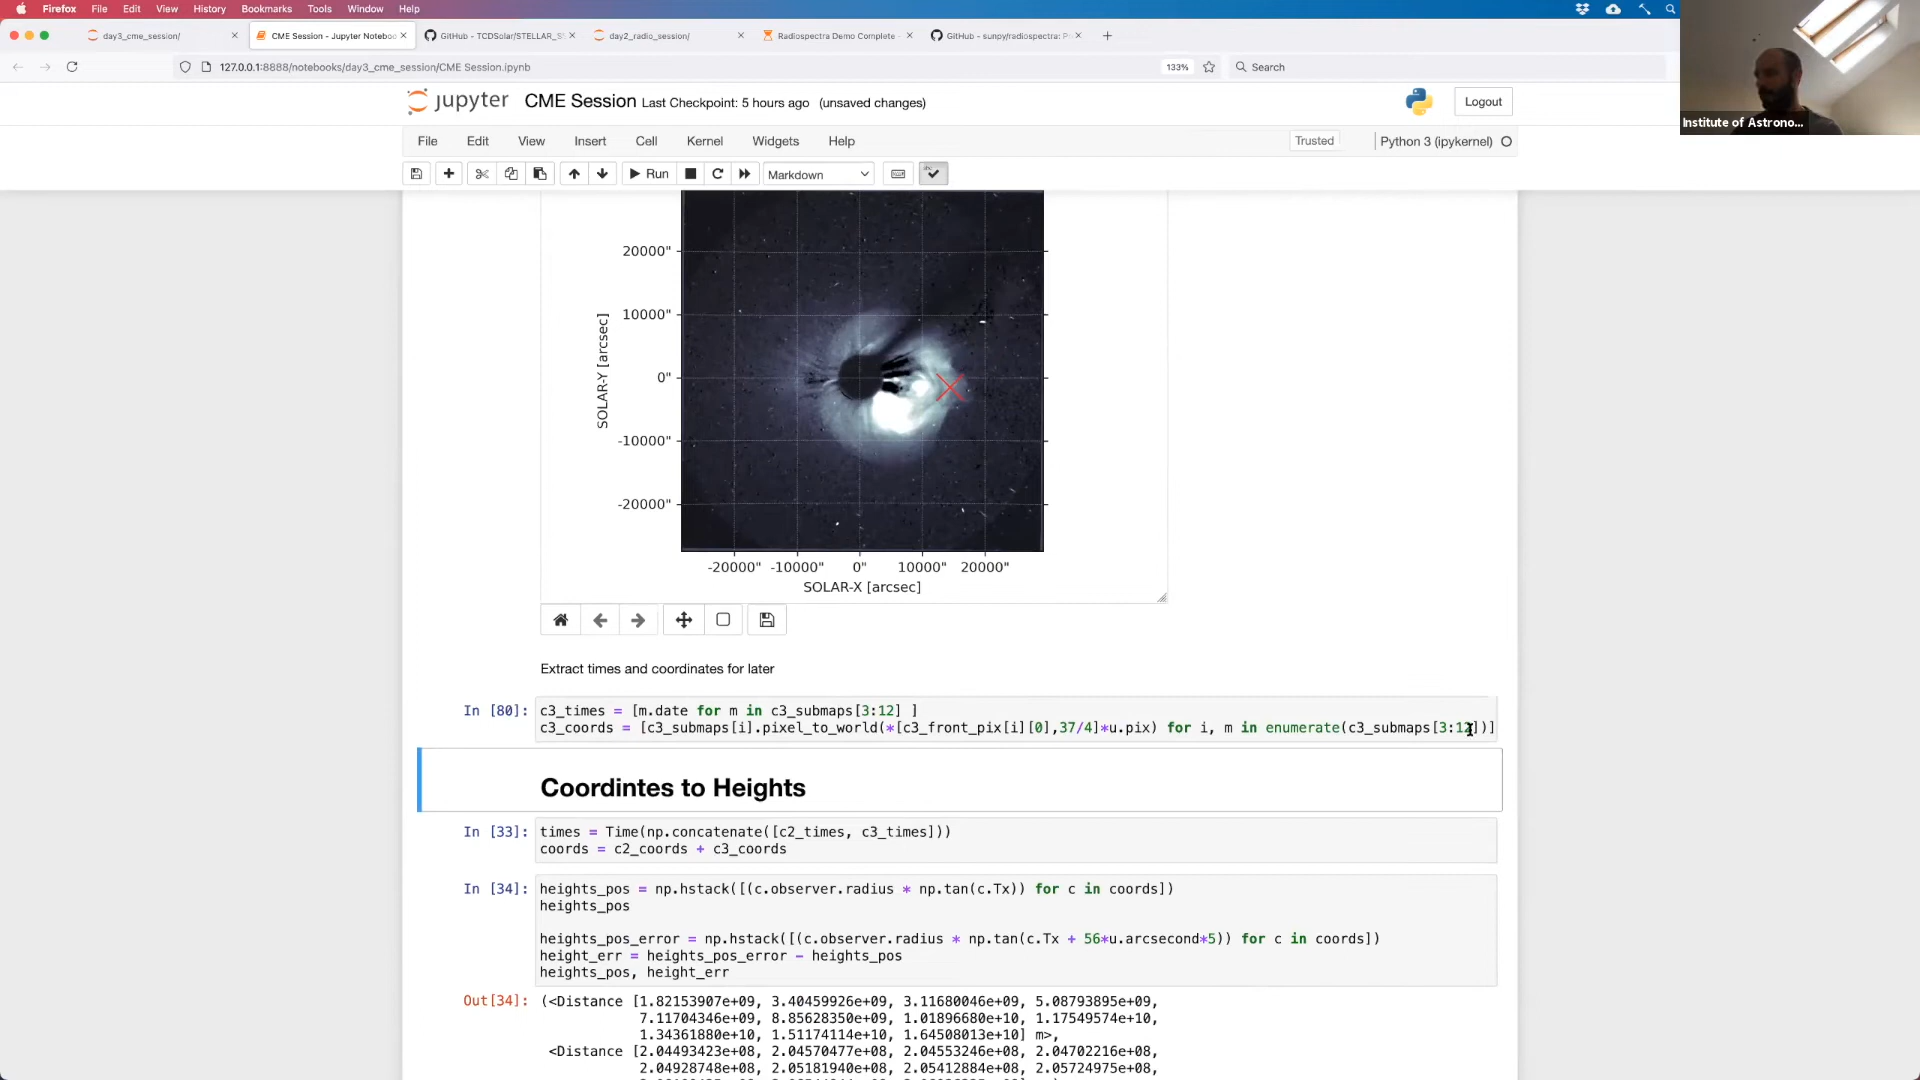 Firefox File Edit View History Bookmarks Tools Window Help
day3_cme_session/
CME Session - Jupyter Noteboo
GitHub - TCDSolar/STELLAR_S
day2_radio_session/
Radiospectra Demo Complete -
GitHub - sunpy/radiospectra: P
127.0.0.1:8888/notebooks/day3_cme_session/CME Session.ipynb
133%
Search
Institute of Astrono...
jupyter CME Session Last Checkpoint: 5 hours ago (unsaved changes)
Logout
File Edit View Insert Cell Kernel Widgets Help
Trusted
Python 3 (ipykernel)
Run
Markdown
20000"
10000"
0"
-10000"
-20000"
SOLAR-Y [arcsec]
-20000" -10000" 0" 10000" 20000"
SOLAR-X [arcsec]
Extract times and coordinates for later
In [80]: c3_times = [m.date for m in c3_submaps[3:12] ]
c3_coords = [c3_submaps[i].pixel_to_world(*[c3_front_pix[i][0],37/4]*u.pix) for i, m in enumerate(c3_submaps[3:12])]
Coordintes to Heights
In [33]: times = Time(np.concatenate([c2_times, c3_times]))
coords = c2_coords + c3_coords
In [34]: heights_pos = np.hstack([(c.observer.radius * np.tan(c.Tx)) for c in coords])
heights_pos
heights_pos_error = np.hstack([(c.observer.radius * np.tan(c.Tx + 56*u.arcsecond*5)) for c in coords])
height_err = heights_pos_error - heights_pos
heights_pos, height_err
Out[34]: (<Distance [1.82153907e+09, 3.40459926e+09, 3.11680046e+09, 5.08793895e+09,
7.11704346e+09, 8.85628350e+09, 1.01896680e+10, 1.17549574e+10,
1.34361880e+10, 1.51174114e+10, 1.64508013e+10] m>,
<Distance [2.04493423e+08, 2.04570477e+08, 2.04553246e+08, 2.04702216e+08,
2.04928748e+08, 2.05181940e+08, 2.05412884e+08, 2.05724975e+08,